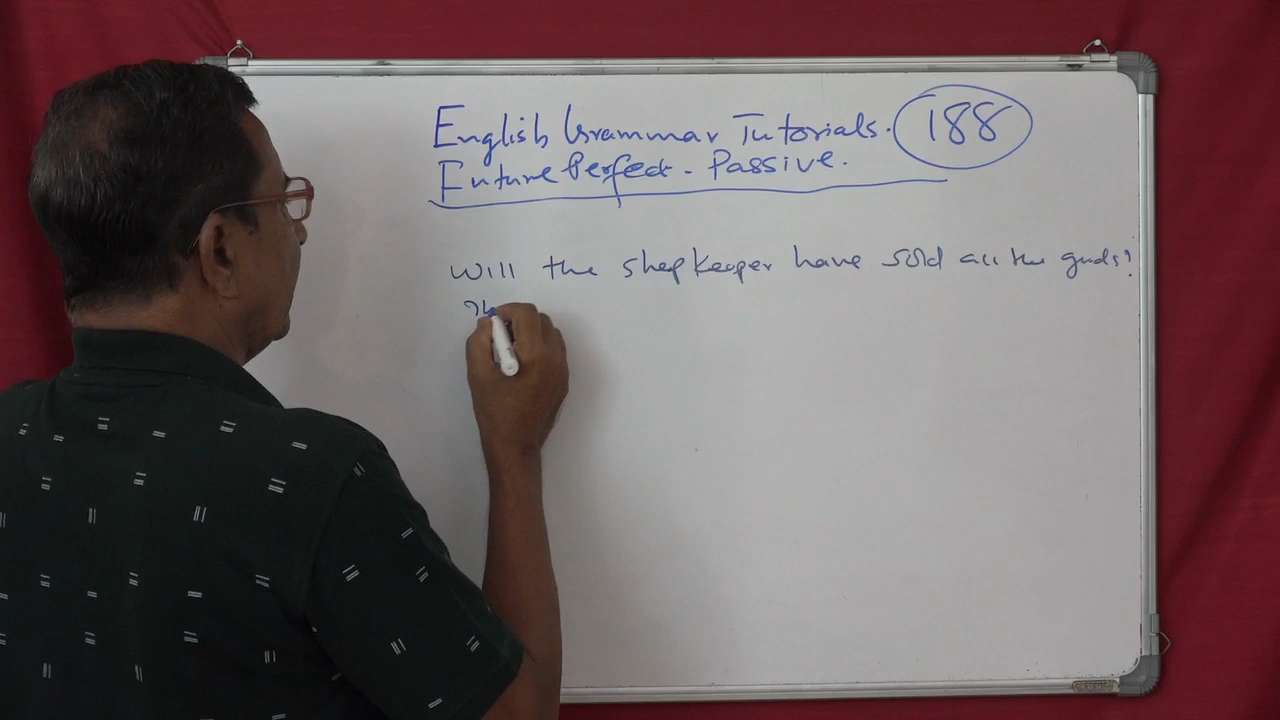 English Grammar Tutorials. 188
Future Perfect - Passive.
Will the shopkeeper have sold all the goods?